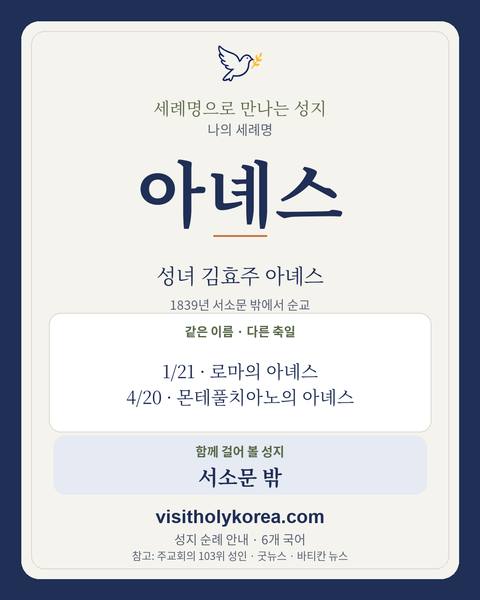 세례명으로 만나는 성지
나의 세례명
아녜스
성녀 김효주 아녜스
1839년 서소문 밖에서 순교
같은 이름 · 다른 축일
1/21 · 로마의 아녜스
4/20 · 몬테풀치아노의 아녜스
함께 걸어 볼 성지
서소문 밖
visitholykorea.com
성지 순례 안내 · 6개 국어
참고: 주교회의 103위 성인 · 굿뉴스 · 바티칸 뉴스